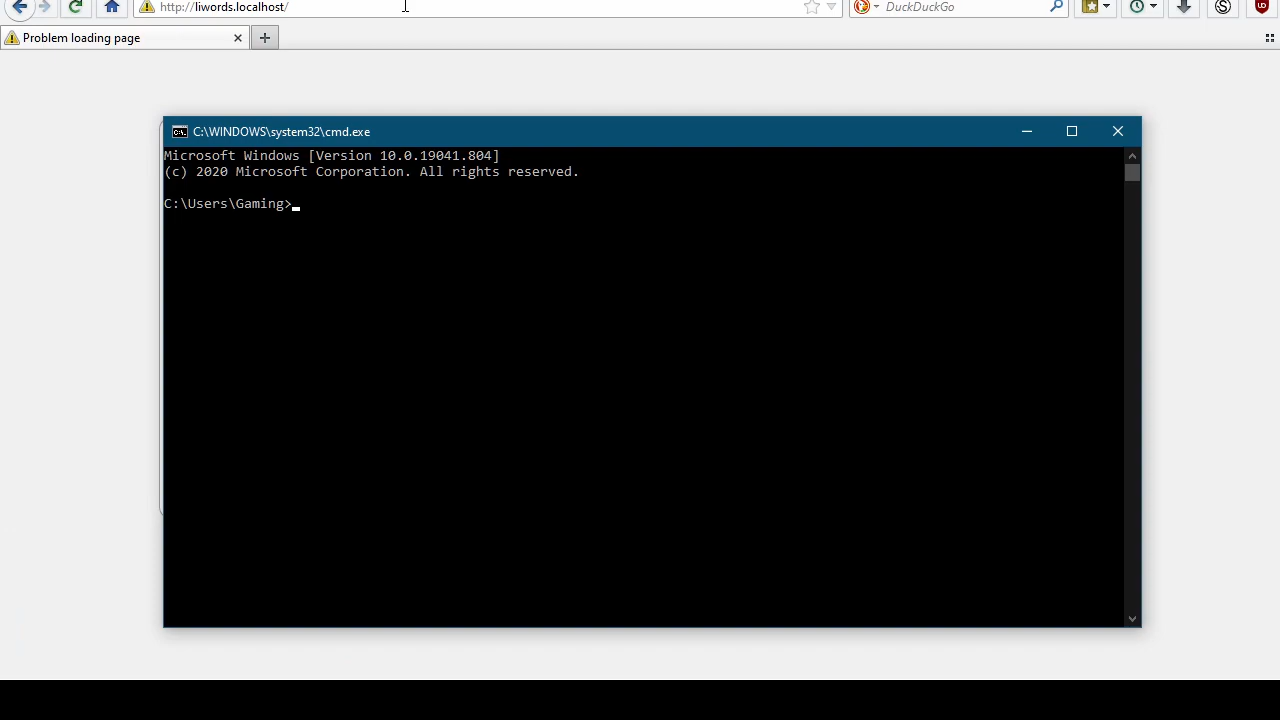 http://liwords.localhost/
DuckDuckGo
Problem loading page
C:\WINDOWS\system32\cmd.exe
Microsoft Windows [Version 10.0.19041.804]
(c) 2020 Microsoft Corporation. All rights reserved.
C:\Users\Gaming>